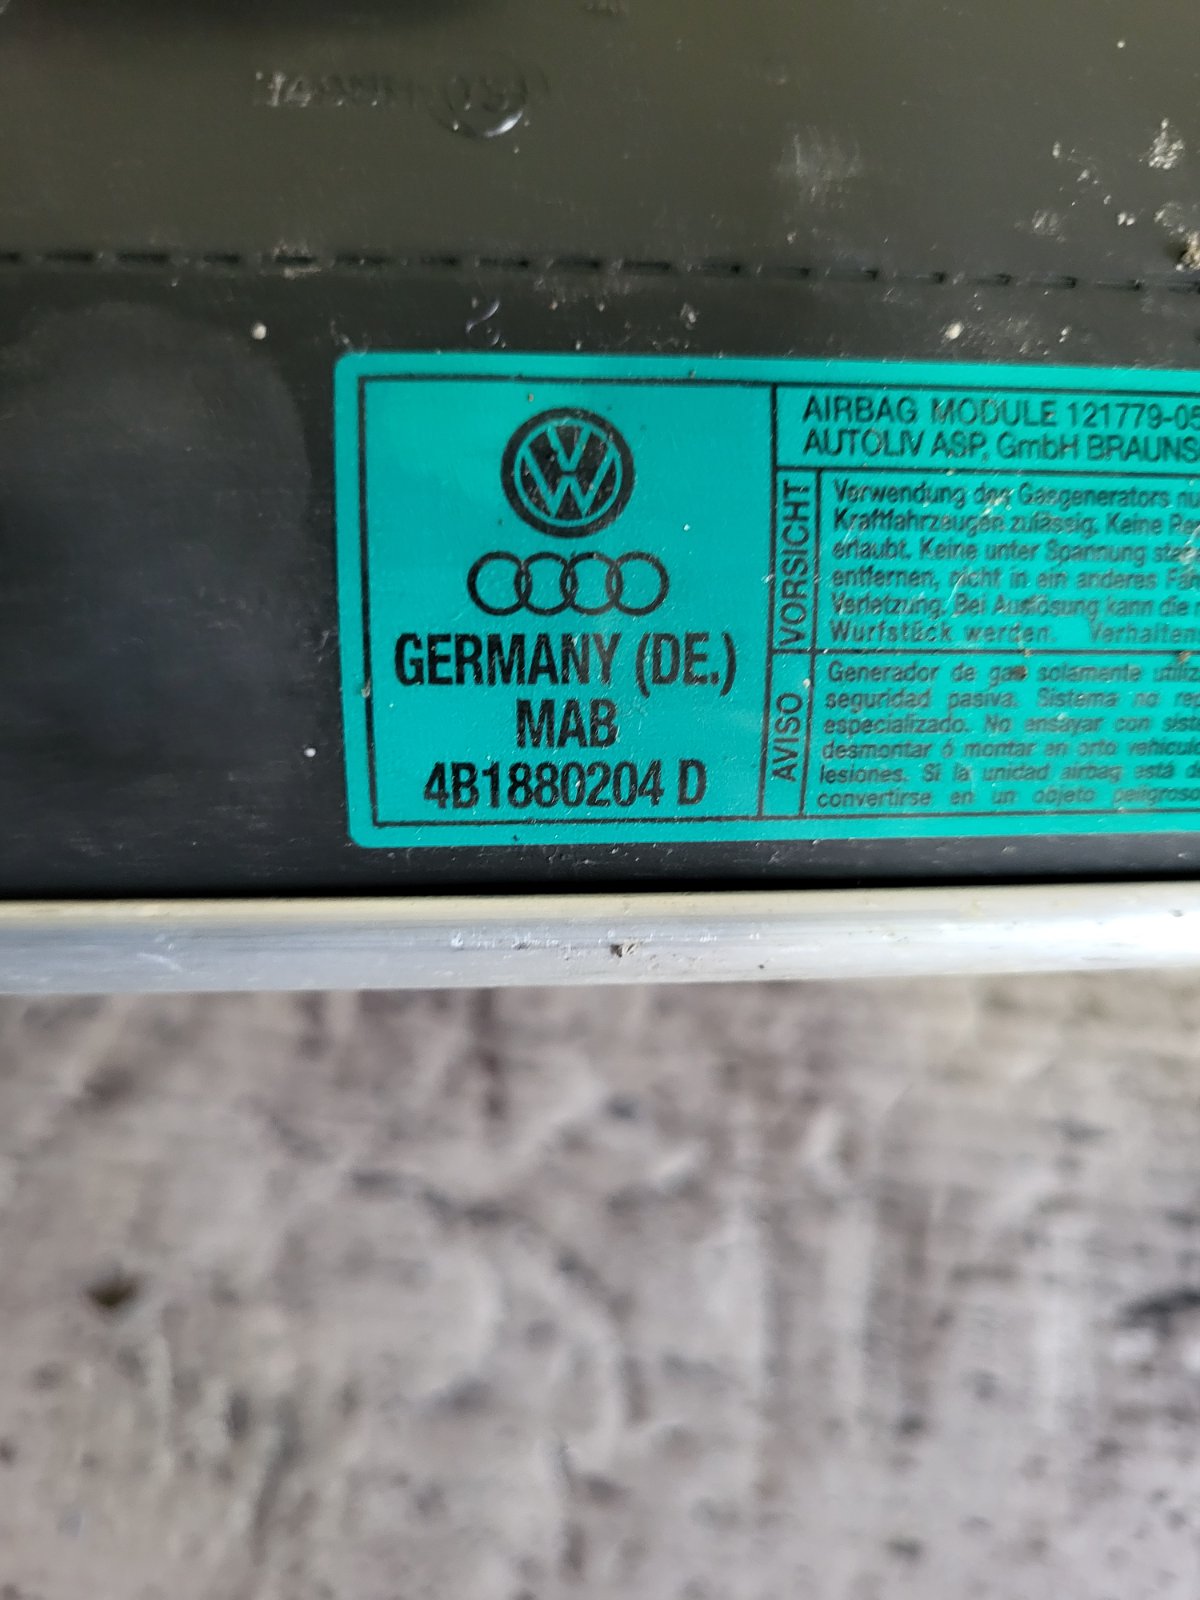 GERMANY (DE.)
MAB
4B1880204 D
AIRBAG MODULE 121779-05
AUTOLIV ASP, GmbH BRAUNS
VORSICHT
Verwendung des Gasgenerators
Kraftfahrzeugen zulässig. Keine
erlaubt. Keine unter Spannung
entfernen, nicht in ein anderes
Verletzung. Bei Auslösung kann die
Wurfstück werden. Verhalten
AVISO
Generador de gas solamente
seguridad pasiva. Sistema no
especializado. No ensayar con
desmontar ó montar en orto
lesiones. Si la unidad airbag está
convertirse en un objeto